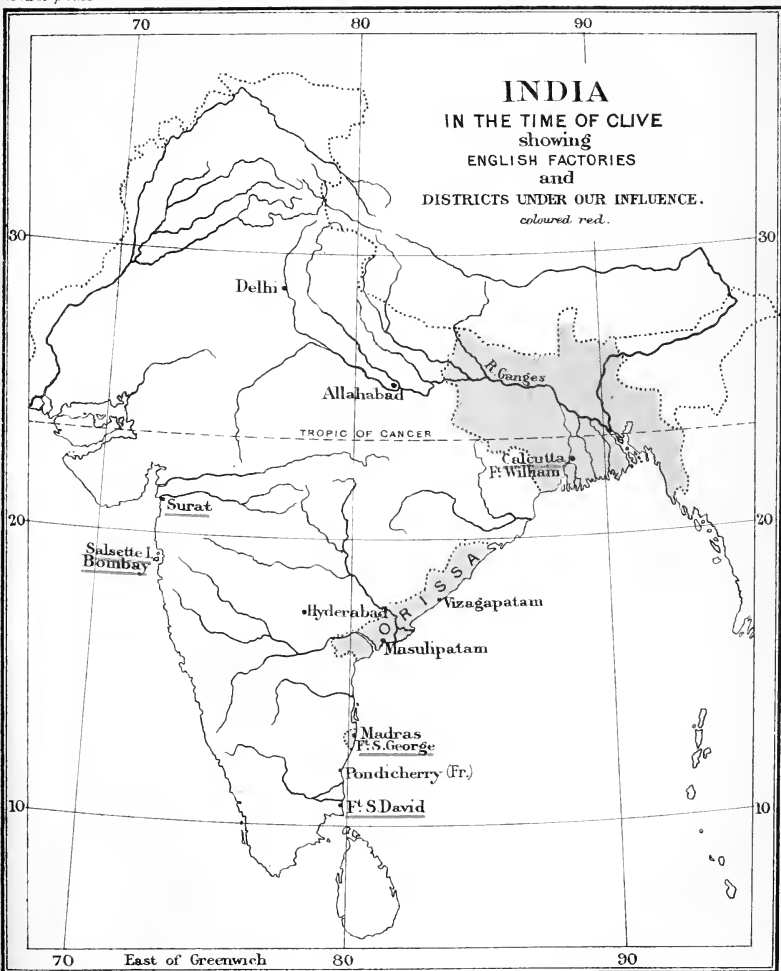 70 80 90
INDIA
IN THE TIME OF CLIVE
showing
ENGLISH FACTORIES
and
DISTRICTS UNDER OUR INFLUENCE.
coloured red.
30 30
Delhi
R. Ganges
Allahabad
TROPIC OF CANCER
Calcutta
Ft. William
Surat
20 20
Salsette I.
Bombay
ORISSA
Hyderabad
Vizagapatam
Masulipatam
Madras
Ft. S. George
Pondicherry (Fr.)
10 Ft. S. David 10
70 East of Greenwich 80 90